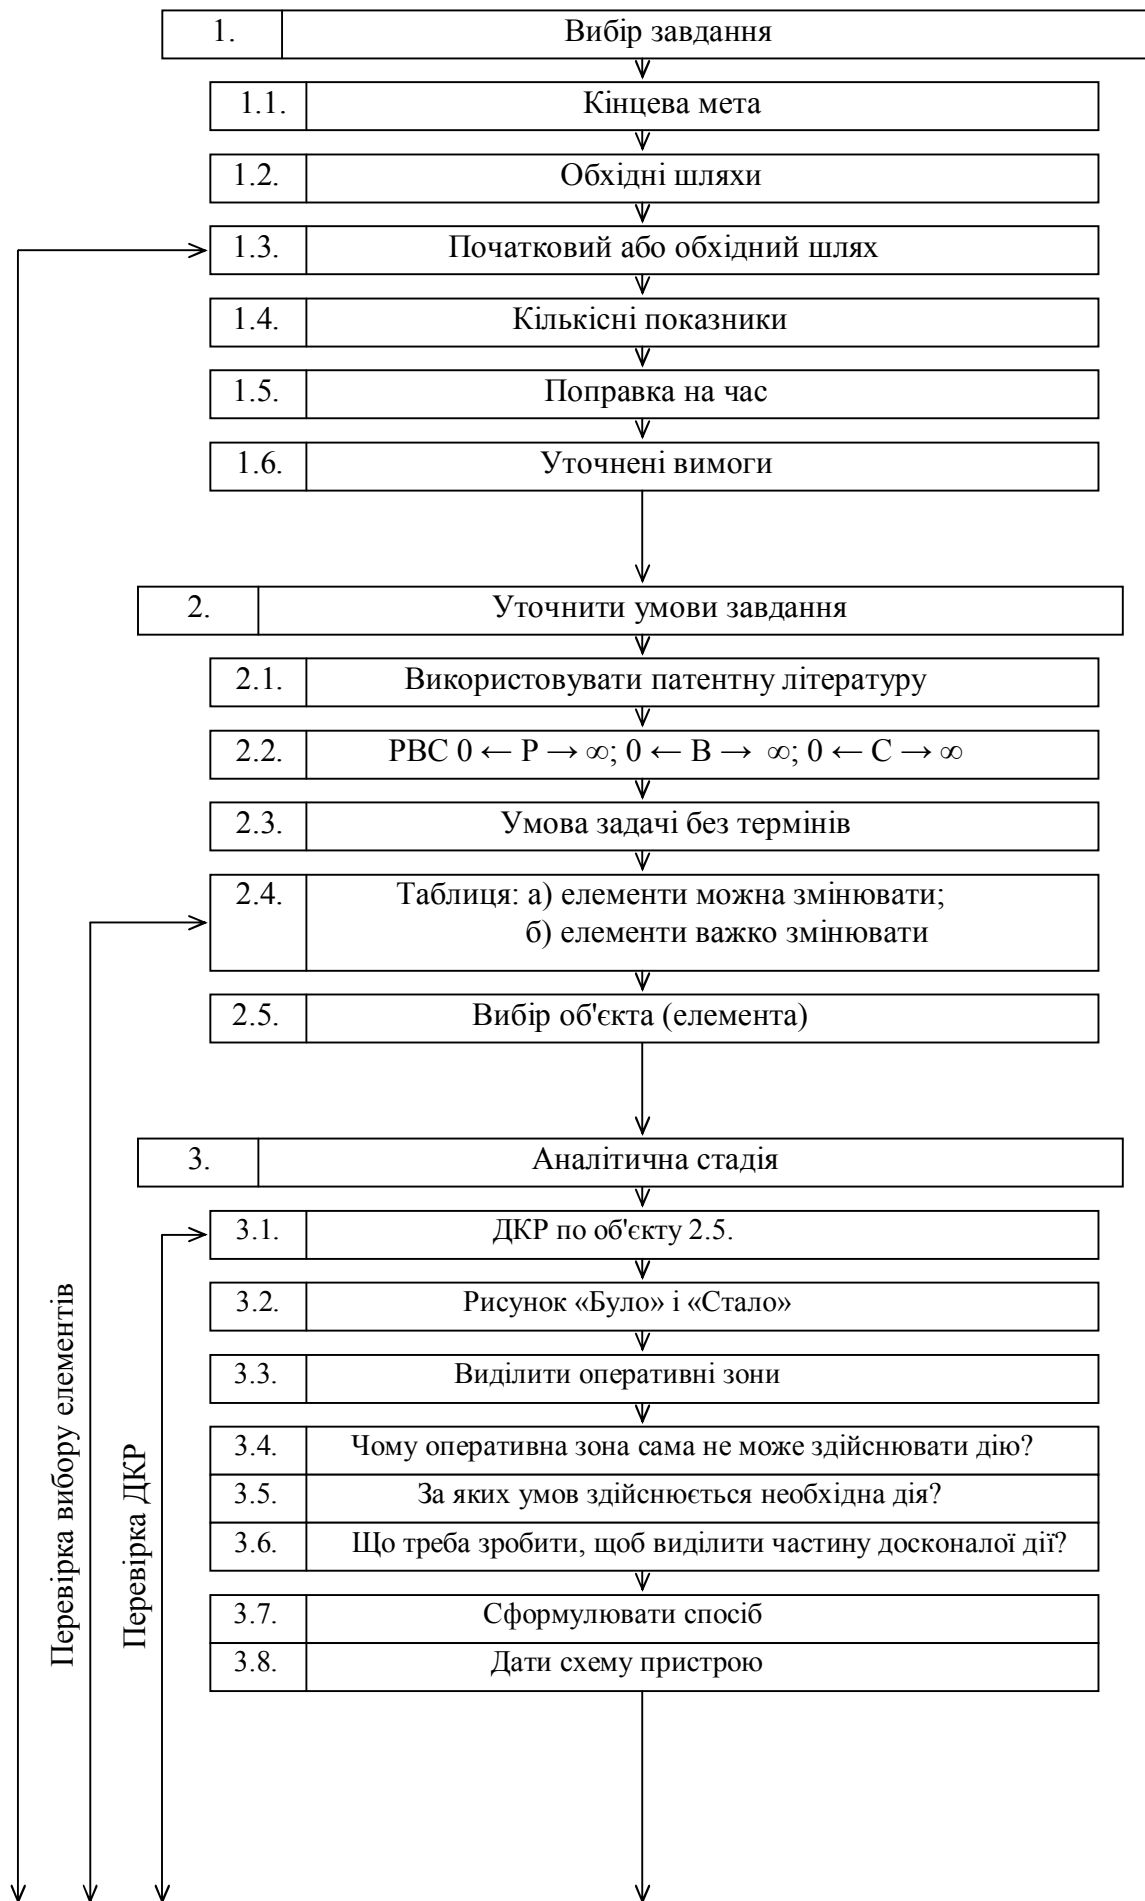 1. Вибір завдання
1.1. Кінцева мета
1.2. Обхідні шляхи
1.3. Початковий або обхідний шлях
1.4. Кількісні показники
1.5. Поправка на час
1.6. Уточнені вимоги
2. Уточнити умови завдання
2.1. Використовувати патентну літературу
2.2. РВС 0 ← Р → ∞; 0 ← В → ∞; 0 ← С → ∞
2.3. Умова задачі без термінів
2.4. Таблиця: а) елементи можна змінювати;
б) елементи важко змінювати
2.5. Вибір об'єкта (елемента)
3. Аналітична стадія
3.1. ДКР по об'єкту 2.5.
3.2. Рисунок «Було» і «Стало»
3.3. Виділити оперативні зони
3.4. Чому оперативна зона сама не може здійснювати дію?
3.5. За яких умов здійснюється необхідна дія?
3.6. Що треба зробити, щоб виділити частину досконалої дії?
3.7. Сформулювати спосіб
3.8. Дати схему пристрою
Перевірка вибору елементів
Перевірка ДКР